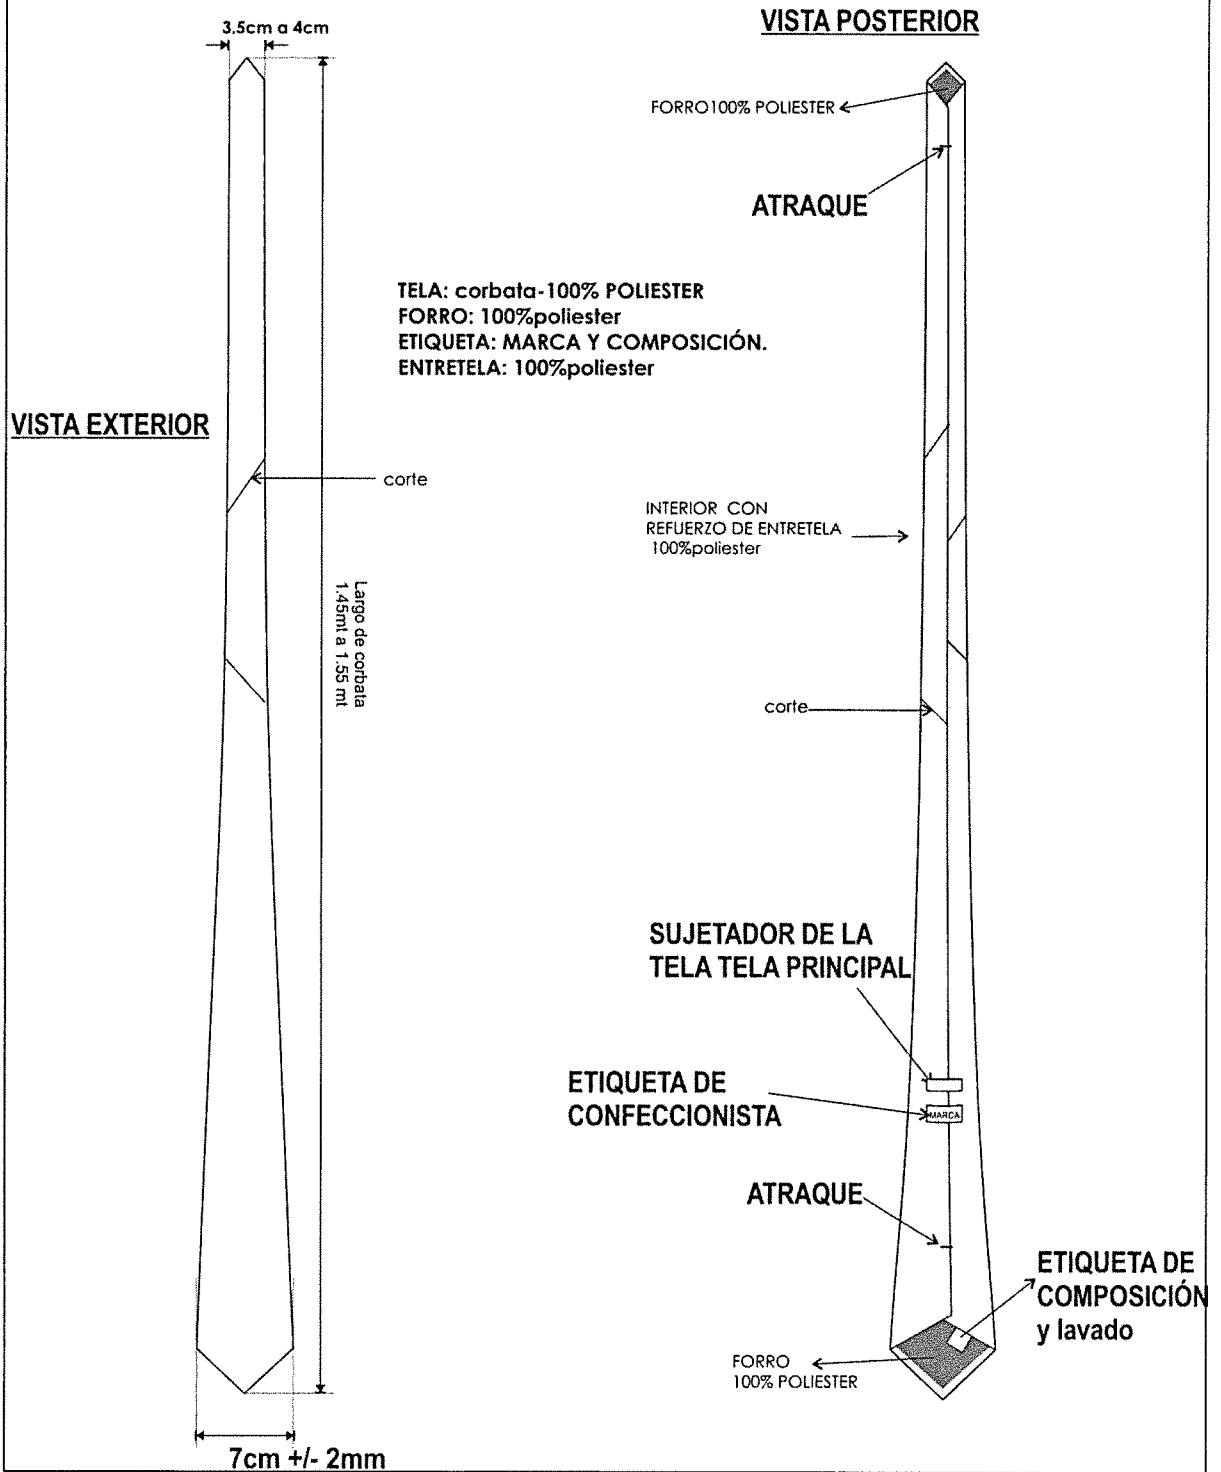 VISTA POSTERIOR
3.5cm a 4cm
FORRO100% POLIESTER
ATRAQUE
TELA: corbata-100% POLIESTER
FORRO: 100%poliester
ETIQUETA: MARCA Y COMPOSICIÓN.
ENTRETELA: 100%poliester
VISTA EXTERIOR
corte
INTERIOR CON
REFUERZO DE ENTRETELA
100%poliester
Largo de corbata
1.45mt a 1.55 mt
corte
SUJETADOR DE LA
TELA TELA PRINCIPAL
ETIQUETA DE
CONFECCIONISTA
MARCA
ATRAQUE
ETIQUETA DE
COMPOSICIÓN
y lavado
FORRO
100% POLIESTER
7cm +/- 2mm